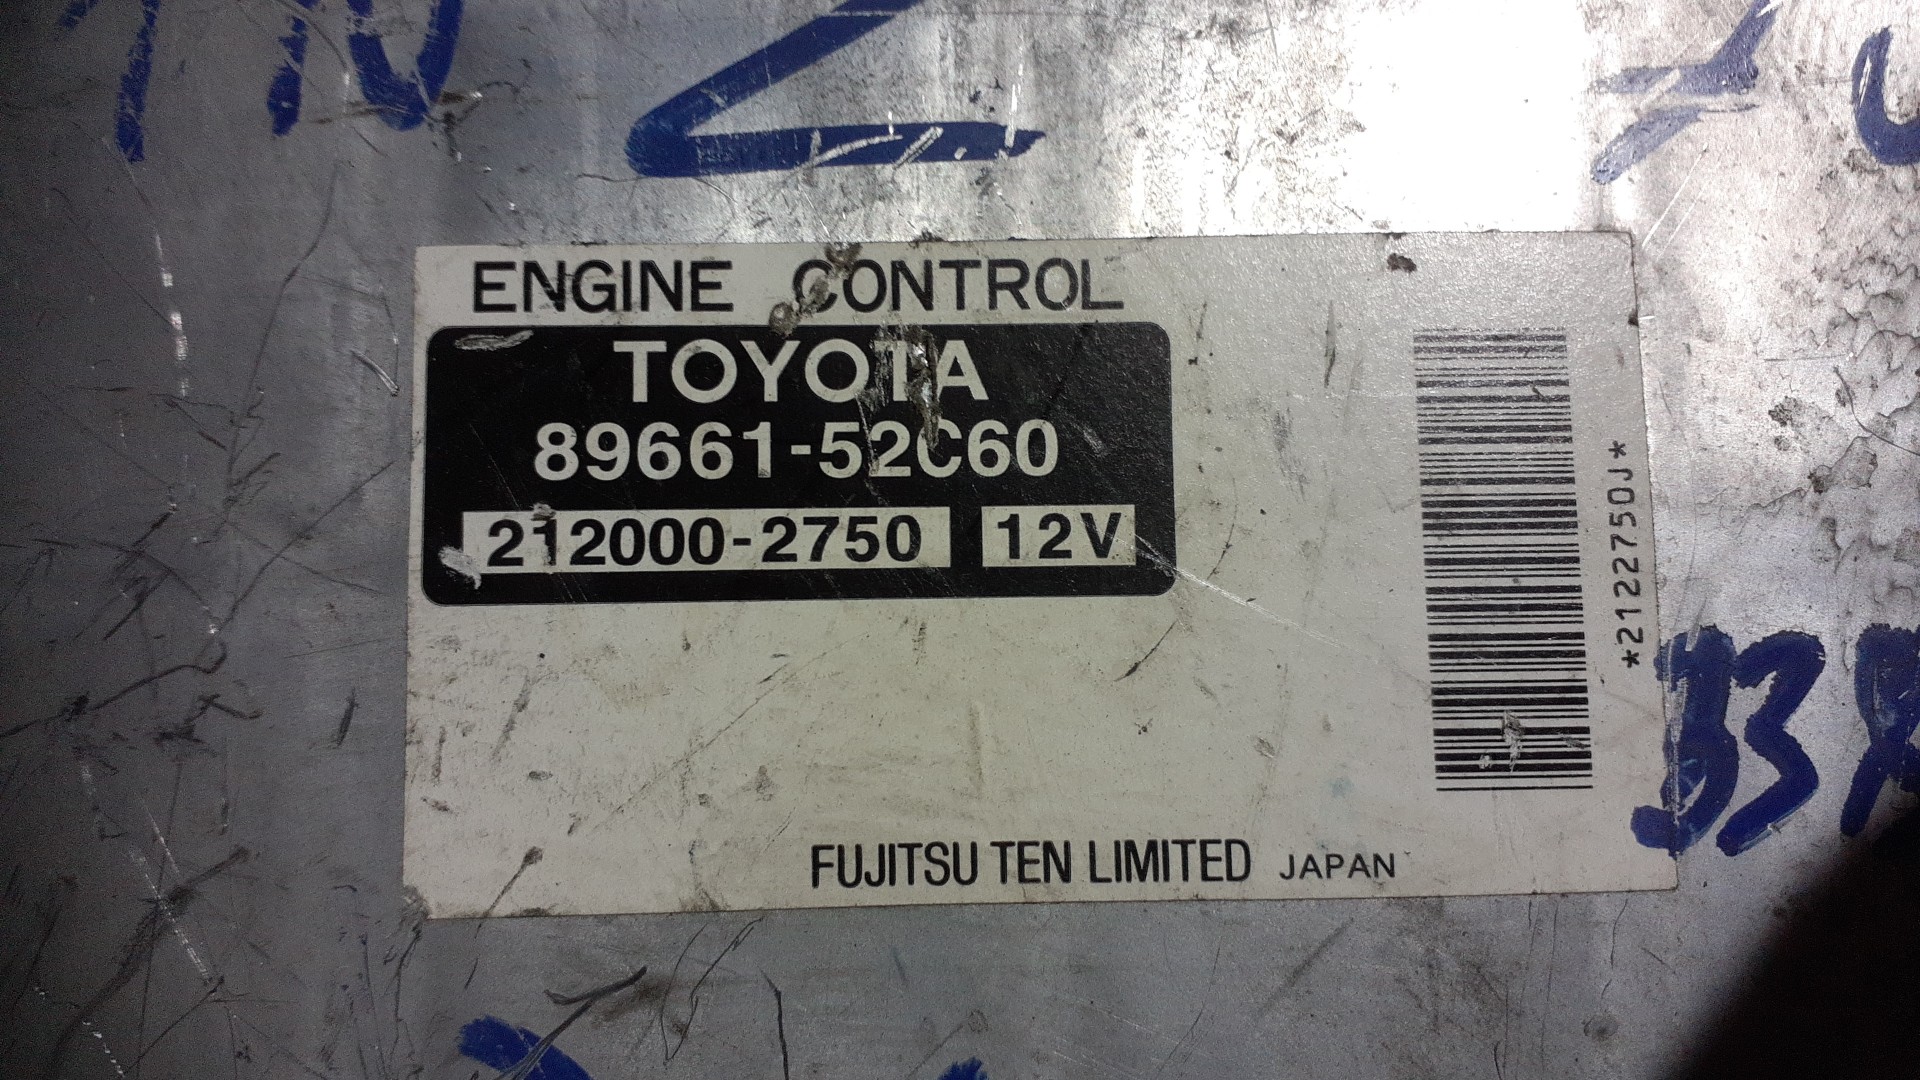 ENGINE CONTROL
TOYOTA
89661-52C60
212000-2750 12V
*2122750J*
FUJITSU TEN LIMITED JAPAN